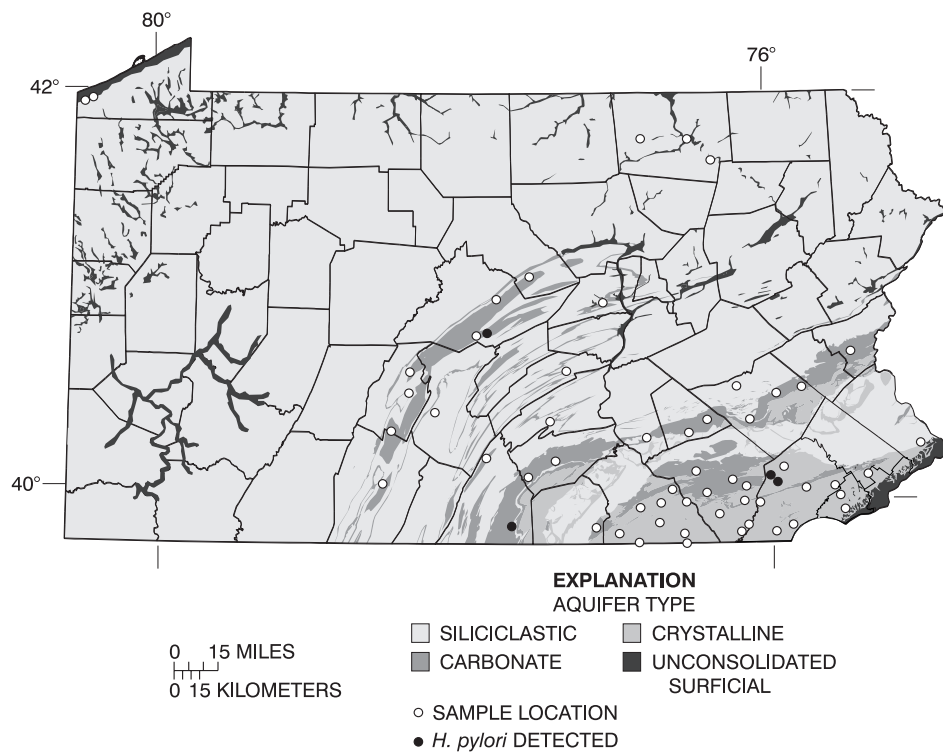 80°
76°
42°
40°
EXPLANATION
AQUIFER TYPE
SILICICLASTIC
CRYSTALLINE
CARBONATE
UNCONSOLIDATED
SURFICIAL
0 15 MILES
0 15 KILOMETERS
SAMPLE LOCATION
H. pylori DETECTED